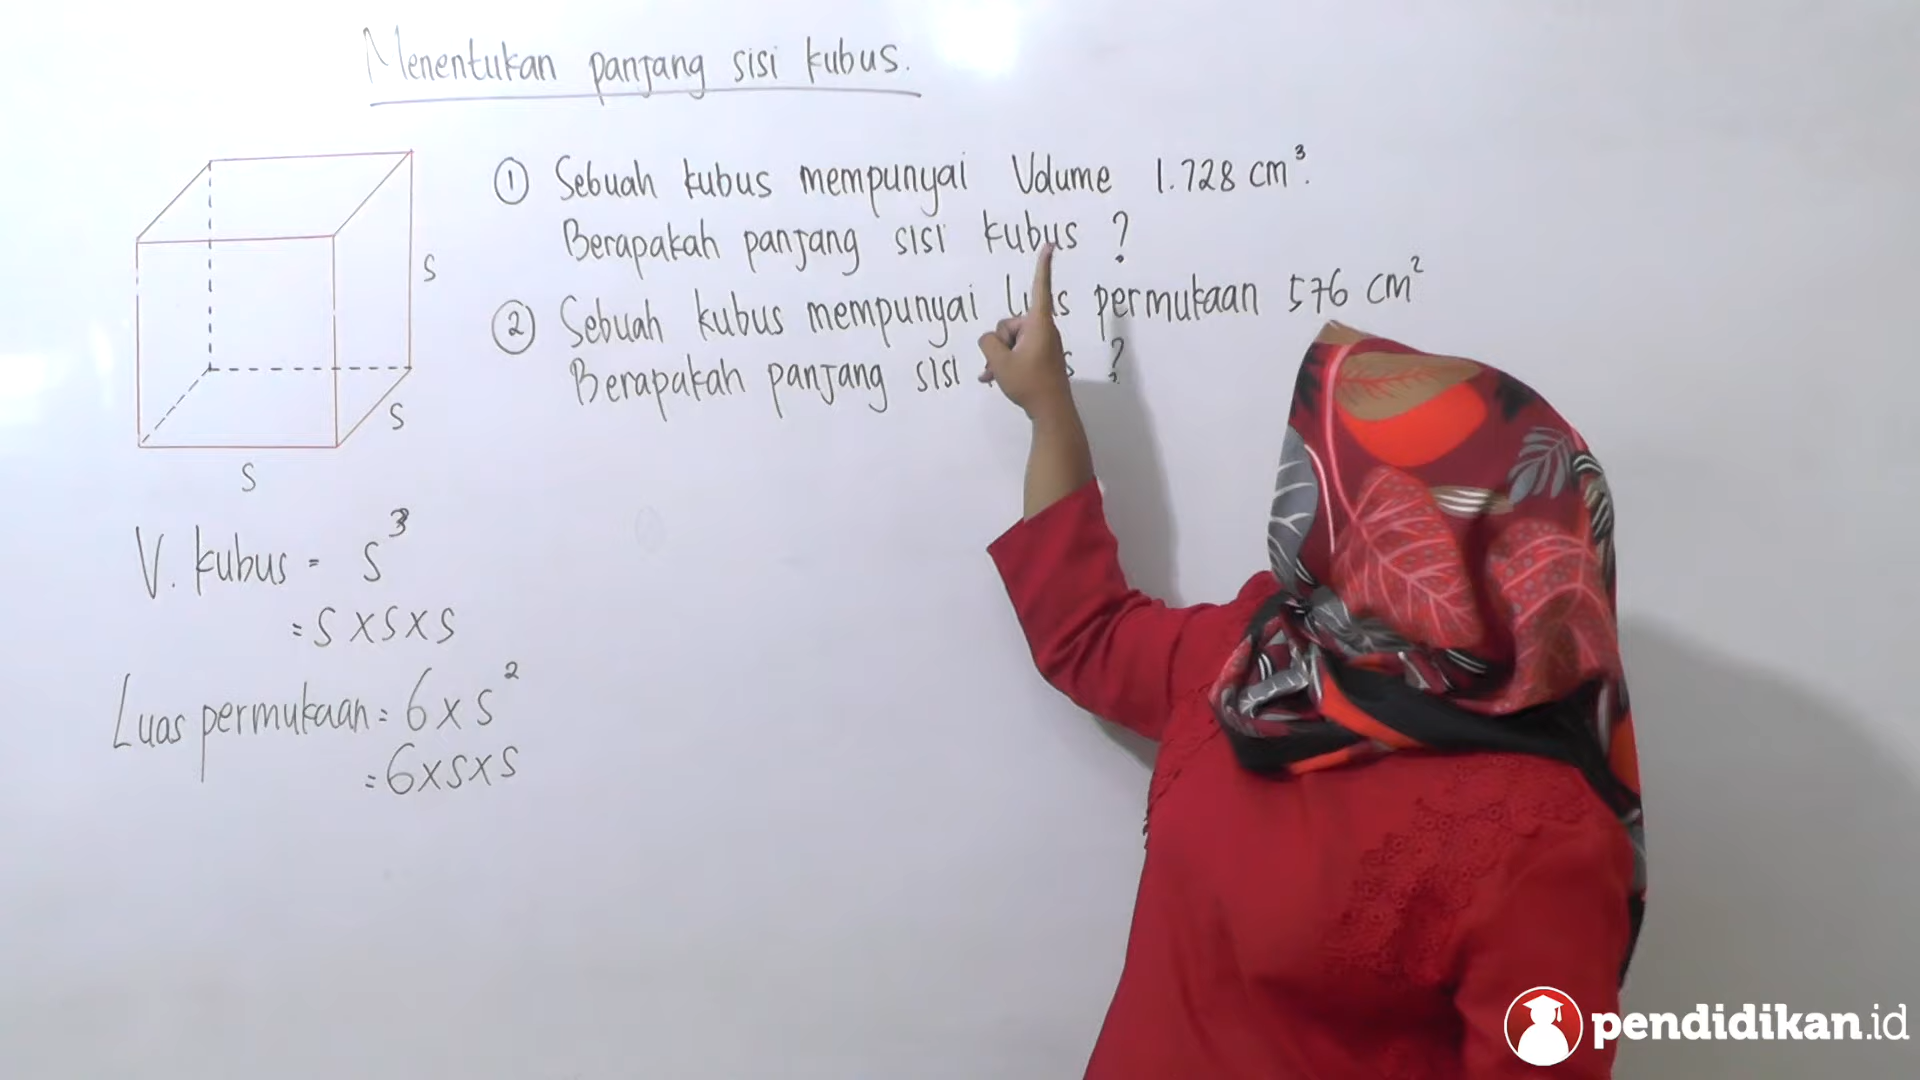 Menentukan panjang sisi kubus.
① Sebuah kubus mempunyai Volume 1.728 cm³.
Berapakah panjang sisi kubus ?
② Sebuah kubus mempunyai Luas permukaan 576 cm²
Berapakah panjang sisi ?
S
S
S
V. kubus = S³
= S x S x S
Luas permukaan = 6 x S²
= 6 x S x S
pendidikan.id